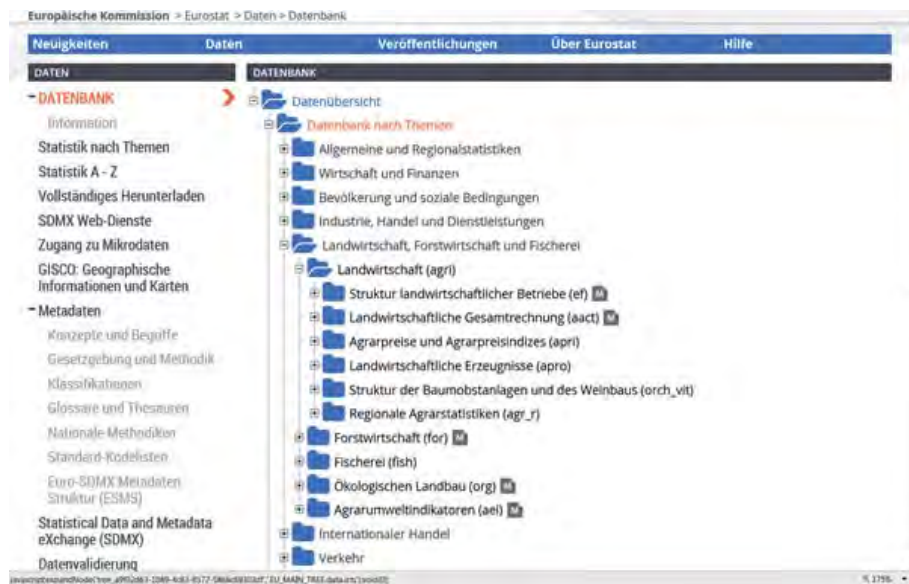 Europäische Kommission > Eurostat > Daten > Datenbank
Neuigkeiten Daten Veröffentlichungen Über Eurostat Hilfe
DATEN
- DATENBANK
Information
Statistik nach Themen
Statistik A - Z
Vollständiges Herunterladen
SDMX Web-Dienste
Zugang zu Mikrodaten
GISCO: Geographische
Informationen und Karten
- Metadaten
Konzepte und Begriffe
Gesetzgebung und Methodik
Klassifikationen
Glossare und Thesauren
Nationale Methodiken
Standard-Kodelisten
Euro-SDMX Metadaten
Struktur (ESMS)
Statistical Data and Metadata
eXchange (SDMX)
Datenvalidierung
DATENBANK
Datenübersicht
Datenbank nach Themen
Allgemeine und Regionalstatistiken
Wirtschaft und Finanzen
Bevölkerung und soziale Bedingungen
Industrie, Handel und Dienstleistungen
Landwirtschaft, Forstwirtschaft und Fischerei
Landwirtschaft (agri)
Struktur landwirtschaftlicher Betriebe (ef) M
Landwirtschaftliche Gesamtrechnung (aact) M
Agrarpreise und Agrarpreisindizes (apri)
Landwirtschaftliche Erzeugnisse (apro)
Struktur der Baumobstanlagen und des Weinbaus (orch_vit)
Regionale Agrarstatistiken (agr_r)
Forstwirtschaft (for) M
Fischerei (fish)
Ökologischen Landbau (org) M
Agrarumweltindikatoren (aei) M
Internationaler Handel
Verkehr